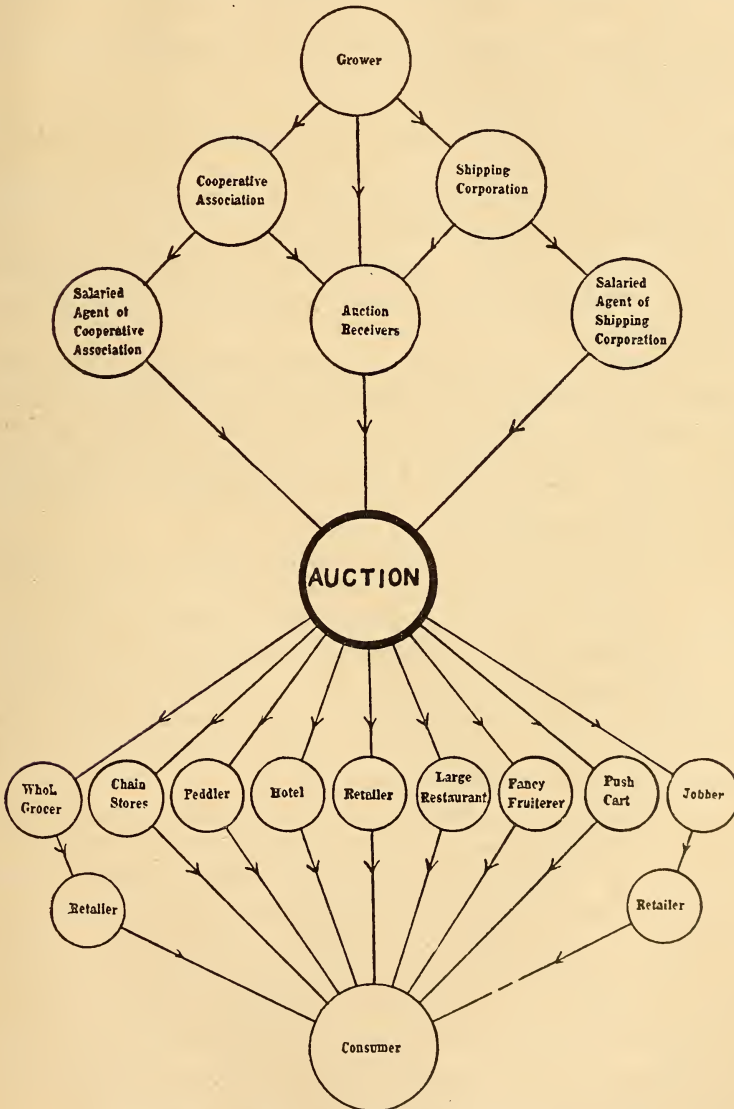 Grower
Cooperative
Association
Shipping
Corporation
Salaried
Agent of
Cooperative
Association
Auction
Receivers
Salaried
Agent of
Shipping
Corporation
AUCTION
Whol.
Grocer
Chain
Stores
Peddler
Hotel
Retailer
Large
Restaurant
Fancy
Fruiterer
Push
Cart
Jobber
Retailer
Retailer
Consumer